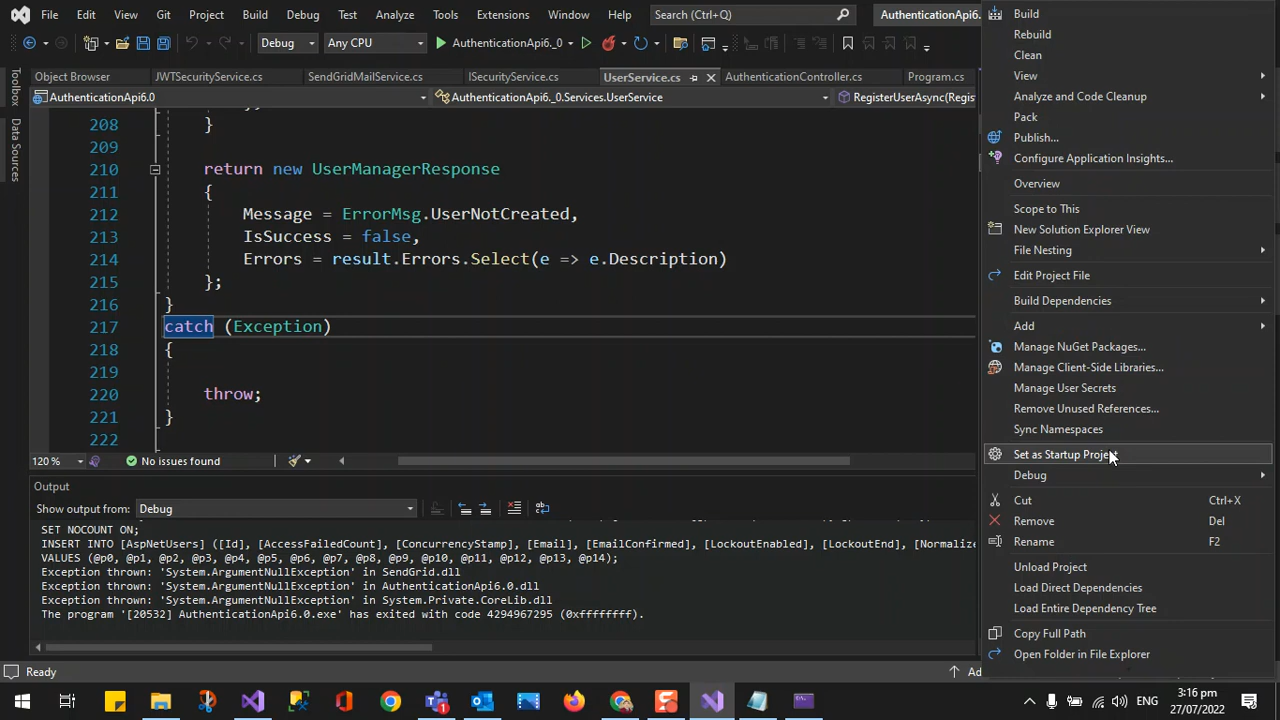 File Edit View Git Project Build Debug Test Analyze Tools Extensions Window Help Search (Ctrl+Q) AuthenticationApi6.
Debug Any CPU AuthenticationApi6._0
Toolbox
Data Sources
Object Browser JWTSecurityService.cs SendGridMailService.cs ISecurityService.cs UserService.cs AuthenticationController.cs Program.cs
AuthenticationApi6.0 AuthenticationApi6._0.Services.UserService RegisterUserAsync(Regis
208 }
209
210 return new UserManagerResponse
211 {
212 Message = ErrorMsg.UserNotCreated,
213 IsSuccess = false,
214 Errors = result.Errors.Select(e => e.Description)
215 };
216 }
217 catch (Exception)
218 {
219
220 throw;
221 }
222
120 % No issues found
Output
Show output from: Debug
SET NOCOUNT ON;
INSERT INTO [AspNetUsers] ([Id], [AccessFailedCount], [ConcurrencyStamp], [Email], [EmailConfirmed], [LockoutEnabled], [LockoutEnd], [Normalize
VALUES (@p0, @p1, @p2, @p3, @p4, @p5, @p6, @p7, @p8, @p9, @p10, @p11, @p12, @p13, @p14);
Exception thrown: 'System.ArgumentNullException' in SendGrid.dll
Exception thrown: 'System.ArgumentNullException' in AuthenticationApi6.0.dll
Exception thrown: 'System.ArgumentNullException' in System.Private.CoreLib.dll
The program '[20532] AuthenticationApi6.0.exe' has exited with code 4294967295 (0xffffffff).
Ready Ad
Build
Rebuild
Clean
View
Analyze and Code Cleanup
Pack
Publish...
Configure Application Insights...
Overview
Scope to This
New Solution Explorer View
File Nesting
Edit Project File
Build Dependencies
Add
Manage NuGet Packages...
Manage Client-Side Libraries...
Manage User Secrets
Remove Unused References...
Sync Namespaces
Set as Startup Project
Debug
Cut Ctrl+X
Remove Del
Rename F2
Unload Project
Load Direct Dependencies
Load Entire Dependency Tree
Copy Full Path
Open Folder in File Explorer
ENG 3:16 pm
27/07/2022